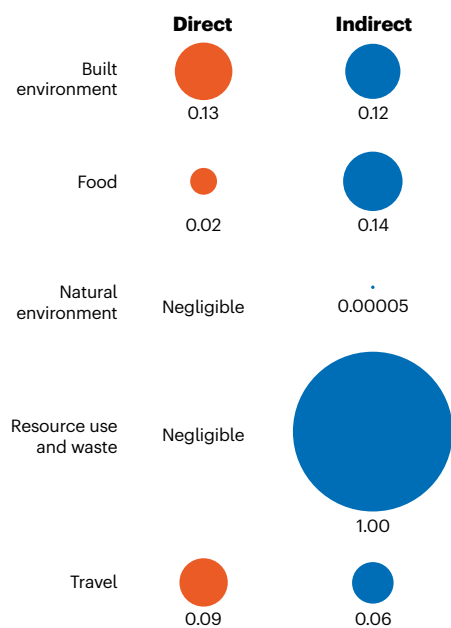 Direct Indirect
Built
environment
0.13 0.12
Food
0.02 0.14
Natural
environment
Negligible 0.00005
Resource use
and waste
Negligible
1.00
Travel
0.09 0.06